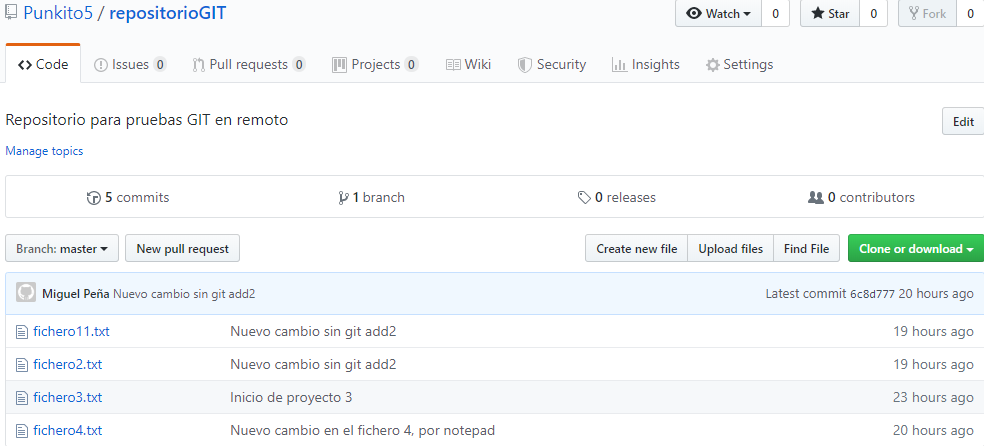 Punkito5 / repositorioGIT Watch 0 Star 0 Fork 0
Code Issues 0 Pull requests 0 Projects 0 Wiki Security Insights Settings
Repositorio para pruebas GIT en remoto Edit
Manage topics
5 commits 1 branch 0 releases 0 contributors
Branch: master New pull request Create new file Upload files Find File Clone or download
Miguel Peña Nuevo cambio sin git add2 Latest commit 6c8d777 20 hours ago
fichero11.txt Nuevo cambio sin git add2 19 hours ago
fichero2.txt Nuevo cambio sin git add2 19 hours ago
fichero3.txt Inicio de proyecto 3 23 hours ago
fichero4.txt Nuevo cambio en el fichero 4, por notepad 20 hours ago